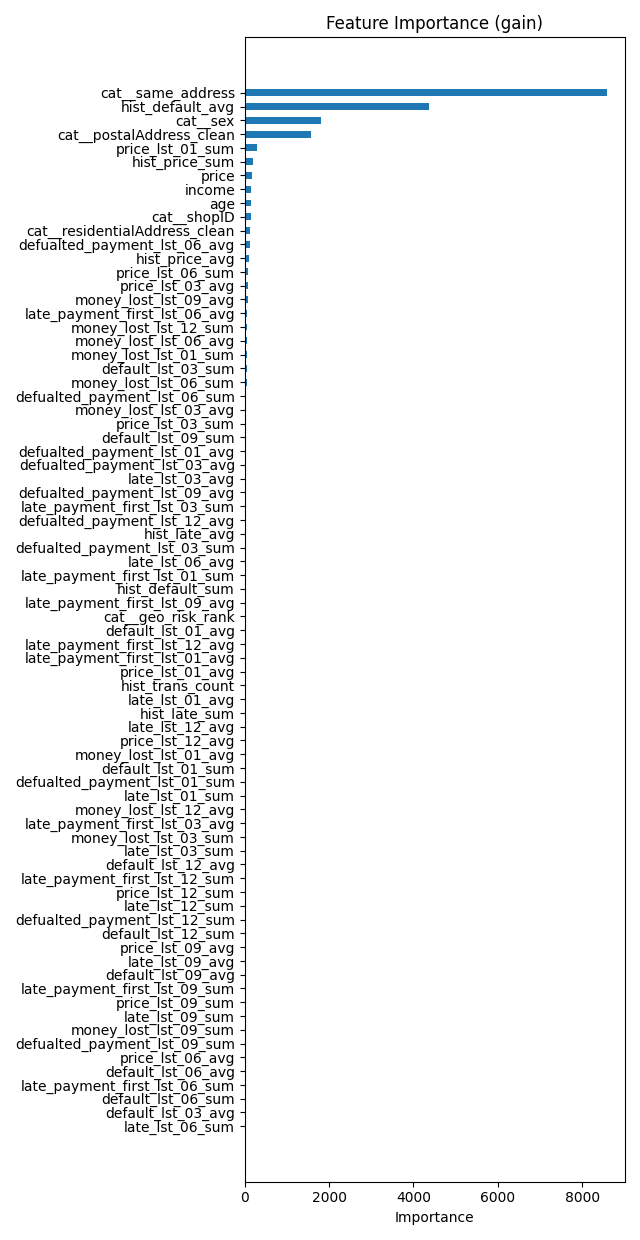 Feature Importance (gain)
cat__same_address
hist_default_avg
cat__sex
cat__postalAddress_clean
price_lst_01_sum
hist_price_sum
price
income
age
cat__shopID
cat__residentialAddress_clean
defualted_payment_lst_06_avg
hist_price_avg
price_lst_06_sum
price_lst_03_avg
money_lost_lst_09_avg
late_payment_first_lst_06_avg
money_lost_lst_12_sum
money_lost_lst_06_avg
money_lost_lst_01_sum
default_lst_03_sum
money_lost_lst_06_sum
defualted_payment_lst_06_sum
money_lost_lst_03_avg
price_lst_03_sum
default_lst_09_sum
defualted_payment_lst_01_avg
defualted_payment_lst_03_avg
late_lst_03_avg
defualted_payment_lst_09_avg
late_payment_first_lst_03_sum
defualted_payment_lst_12_avg
hist_late_avg
defualted_payment_lst_03_sum
late_lst_06_avg
late_payment_first_lst_01_sum
hist_default_sum
late_payment_first_lst_09_avg
cat__geo_risk_rank
default_lst_01_avg
late_payment_first_lst_12_avg
late_payment_first_lst_01_avg
price_lst_01_avg
hist_trans_count
late_lst_01_avg
hist_late_sum
late_lst_12_avg
price_lst_12_avg
money_lost_lst_01_avg
default_lst_01_sum
defualted_payment_lst_01_sum
late_lst_01_sum
money_lost_lst_12_avg
late_payment_first_lst_03_avg
money_lost_lst_03_sum
late_lst_03_sum
default_lst_12_avg
late_payment_first_lst_12_sum
price_lst_12_sum
late_lst_12_sum
defualted_payment_lst_12_sum
default_lst_12_sum
price_lst_09_avg
late_lst_09_avg
default_lst_09_avg
late_payment_first_lst_09_sum
price_lst_09_sum
late_lst_09_sum
money_lost_lst_09_sum
defualted_payment_lst_09_sum
price_lst_06_avg
default_lst_06_avg
late_payment_first_lst_06_sum
default_lst_06_sum
default_lst_03_avg
late_lst_06_sum
0 2000 4000 6000 8000
Importance